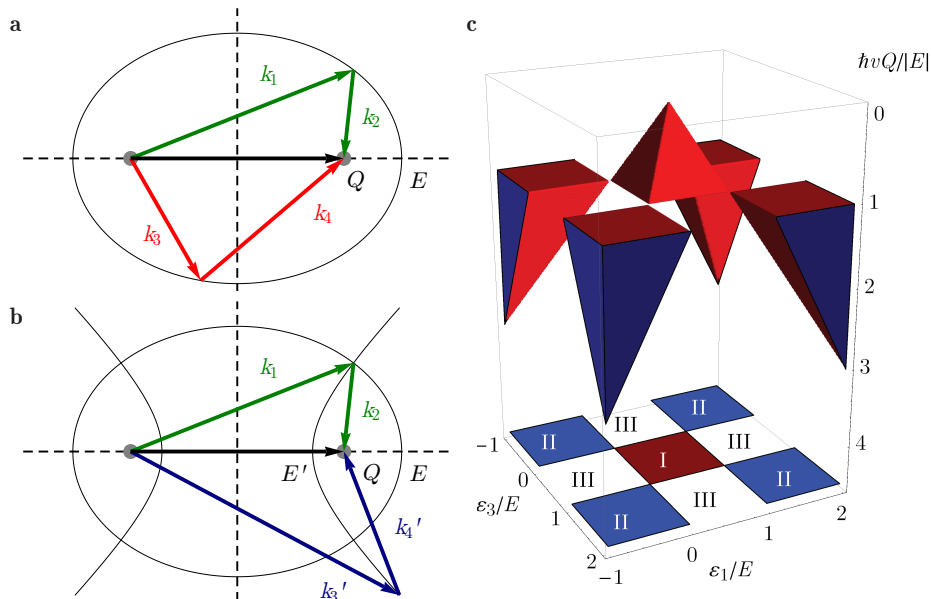 a
k₁
k₂
Q
E
k₃
k₄
b
k₁
k₂
E′
Q
E
k₄′
k₃′
c
ħvQ/|E|
0
1
2
3
4
II
III
II
I
III
III
II
II
III
−1
0
1
2
ε₃/E
−1
0
1
2
ε₁/E